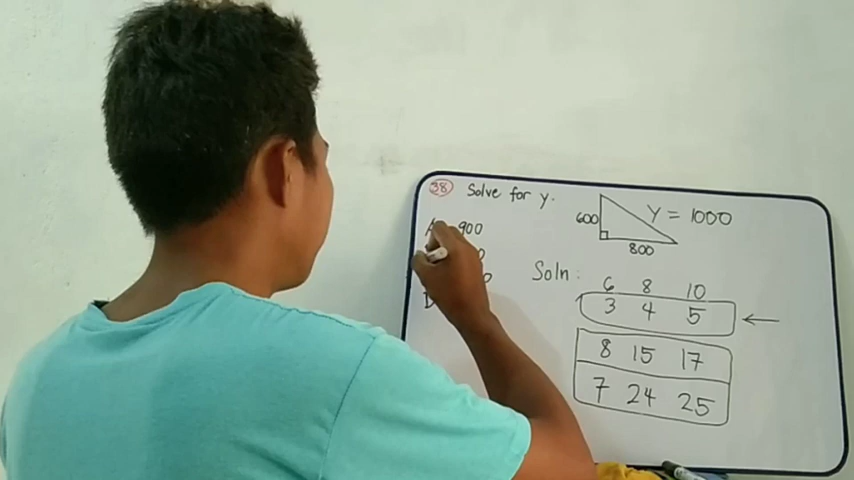 38 Solve for y.
600 Y = 1000
800
A 900
Soln :
6 8 10
3 4 5 ←
8 15 17
7 24 25